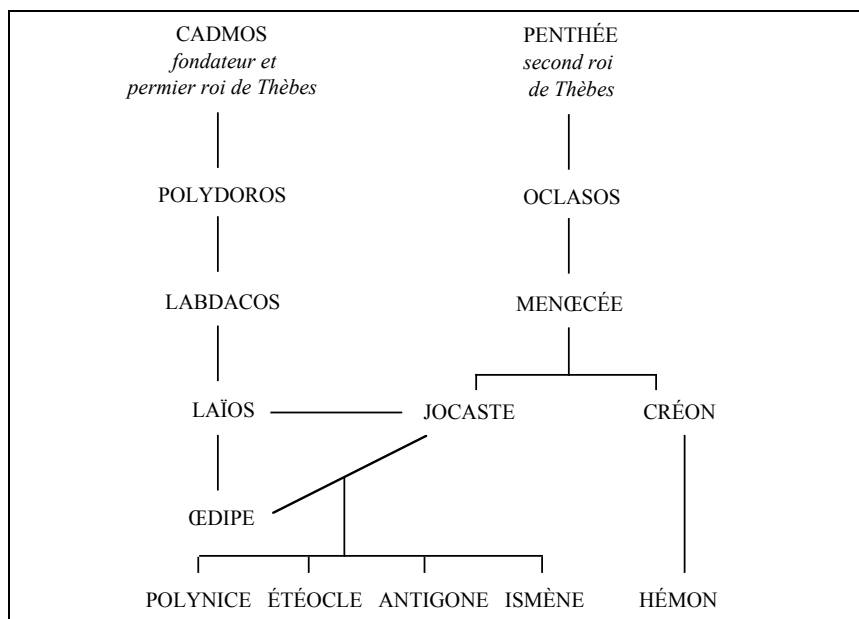 CADMOS
fondateur et
permier roi de Thèbes
PENTHÉE
second roi
de Thèbes
POLYDOROS
OCLASOS
LABDACOS
MENŒCÉE
LAÏOS
JOCASTE
CRÉON
ŒDIPE
POLYNICE
ÉTÉOCLE
ANTIGONE
ISMÈNE
HÉMON